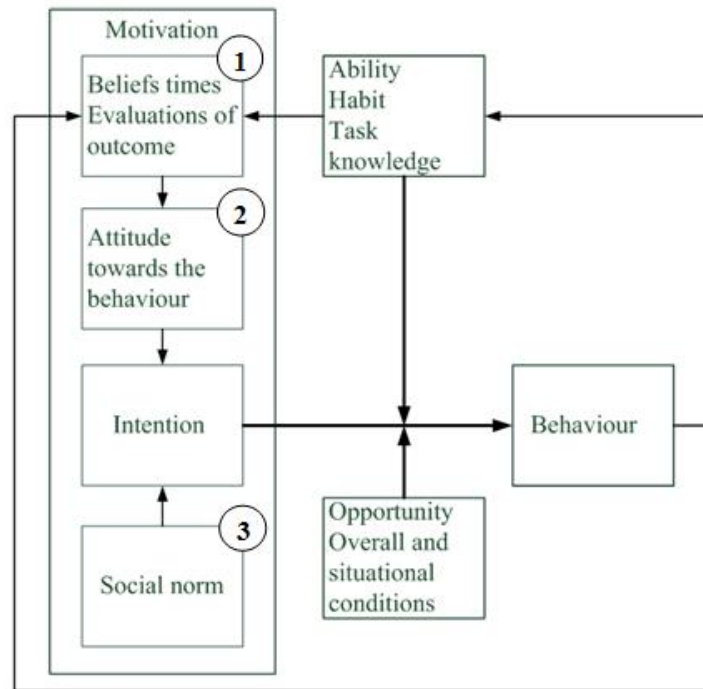 Motivation
1
Beliefs times
Evaluations of
outcome
2
Attitude
towards the
behaviour
Intention
3
Social norm
Ability
Habit
Task
knowledge
Opportunity
Overall and
situational
conditions
Behaviour